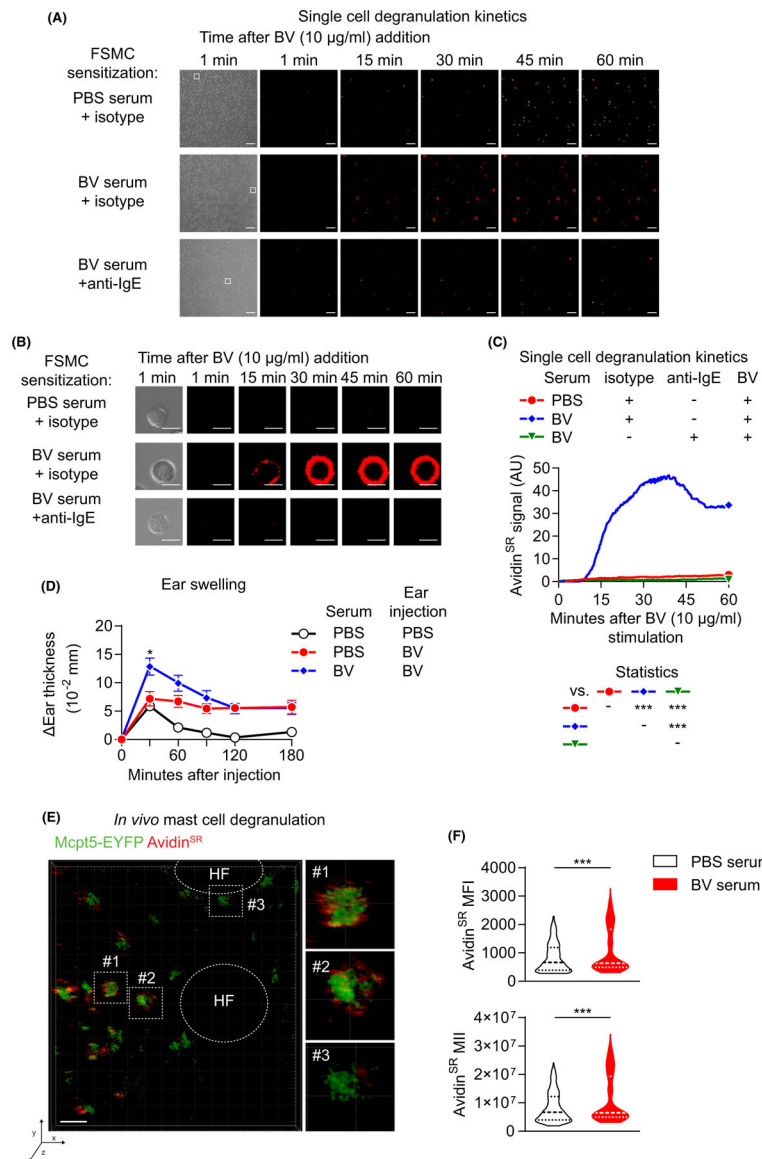 (A)
Single cell degranulation kinetics
Time after BV (10 µg/ml) addition
FSMC sensitization:
1 min 1 min 15 min 30 min 45 min 60 min
PBS serum + isotype
BV serum + isotype
BV serum +anti-IgE
(B)
FSMC sensitization:
Time after BV (10 µg/ml) addition
1 min 1 min 15 min 30 min 45 min 60 min
PBS serum + isotype
BV serum + isotype
BV serum +anti-IgE
(C)
Single cell degranulation kinetics
Serum isotype anti-IgE BV
PBS + - +
BV + - +
BV - + +
Avidin^SR signal (AU)
50
40
30
20
10
0
0 15 30 45 60
Minutes after BV (10 µg/ml) stimulation
Statistics
vs.
- *** ***
- ***
-
(D)
Ear swelling
Serum Ear injection
PBS PBS
PBS BV
BV BV
ΔEar thickness (10^-2 mm)
20
15
10
5
0
*
0 60 120 180
Minutes after injection
(E)
In vivo mast cell degranulation
Mcpt5-EYFP Avidin^SR
HF
#3
#1
#2
HF
#1
#2
#3
y
x
z
(F)
PBS serum
BV serum
Avidin^SR MFI
4000
3000
2000
1000
0
***
Avidin^SR MII
4×10^7
3×10^7
2×10^7
1×10^7
0
***